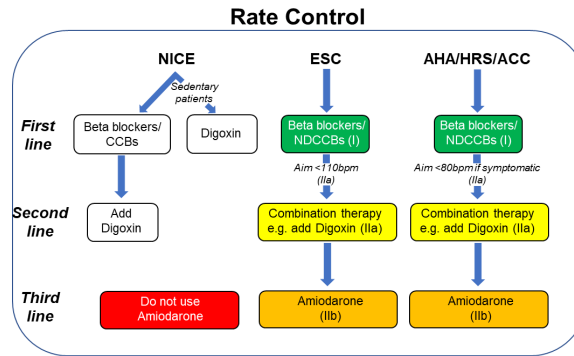 Rate Control
NICE
ESC
AHA/HRS/ACC
Sedentary
patients
First
line
Beta blockers/
CCBs
Digoxin
Beta blockers/
NDCCBs (I)
Beta blockers/
NDCCBs (I)
Aim <110bpm
(IIa)
Aim <80bpm if symptomatic
(IIa)
Second
line
Add
Digoxin
Combination therapy
e.g. add Digoxin (IIa)
Combination therapy
e.g. add Digoxin (IIa)
Third
line
Do not use
Amiodarone
Amiodarone
(IIb)
Amiodarone
(IIb)